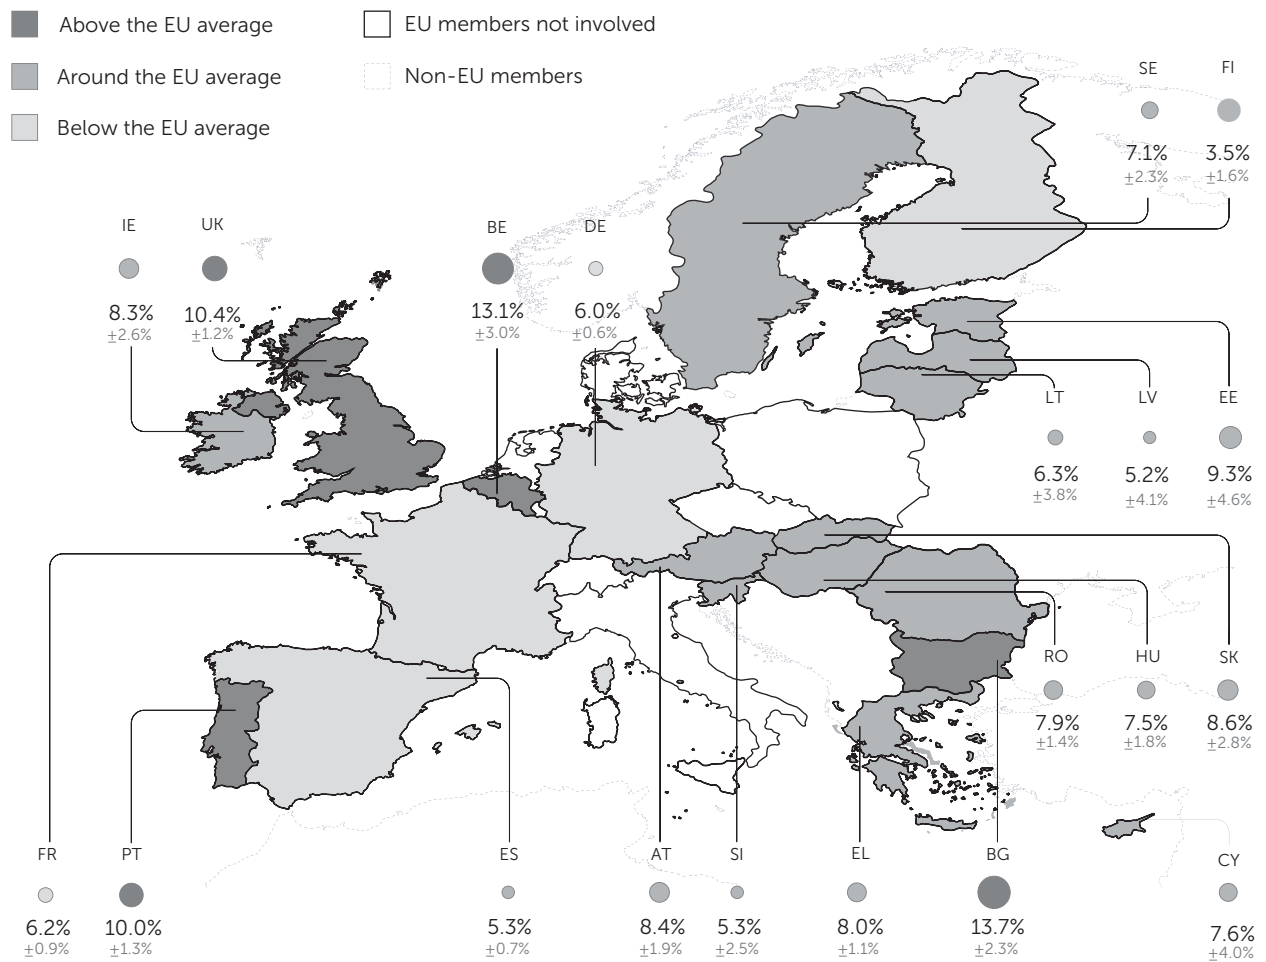 Above the EU average
EU members not involved
Around the EU average
Non-EU members
Below the EU average
SE
FI
7.1%
3.5%
±2.3%
±1.6%
IE
UK
BE
DE
8.3%
10.4%
13.1%
6.0%
±2.6%
±1.2%
±3.0%
±0.6%
LT
LV
EE
6.3%
5.2%
9.3%
±3.8%
±4.1%
±4.6%
RO
HU
SK
7.9%
7.5%
8.6%
±1.4%
±1.8%
±2.8%
FR
PT
ES
AT
SI
EL
BG
CY
6.2%
10.0%
5.3%
8.4%
5.3%
8.0%
13.7%
7.6%
±0.9%
±1.3%
±0.7%
±1.9%
±2.5%
±1.1%
±2.3%
±4.0%